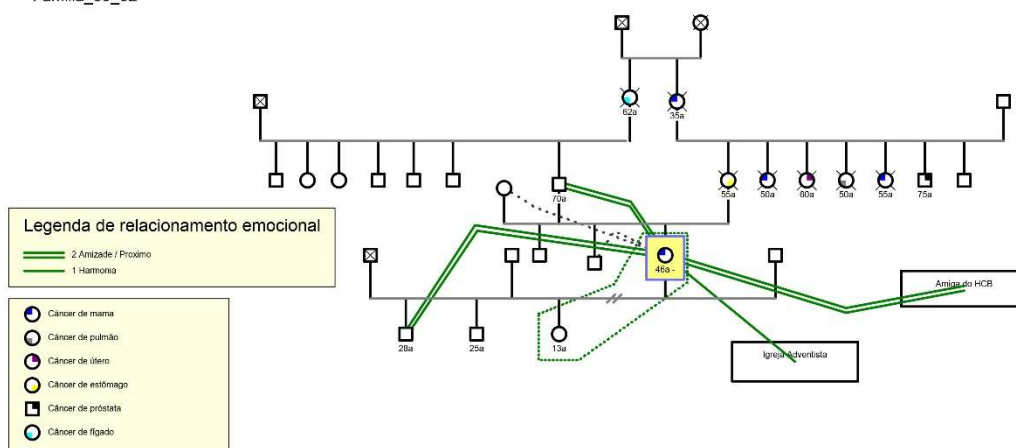 62a
35a
55a
50a
60a
50a
55a
75a
70a
46a -
28a
25a
13a
Amiga do HCB
Igreja Adventista
Legenda de relacionamento emocional
2 Amizade / Proximo
1 Harmonia
Câncer de mama
Câncer de pulmão
Câncer de útero
Câncer de estômago
Câncer de próstata
Câncer de fígado